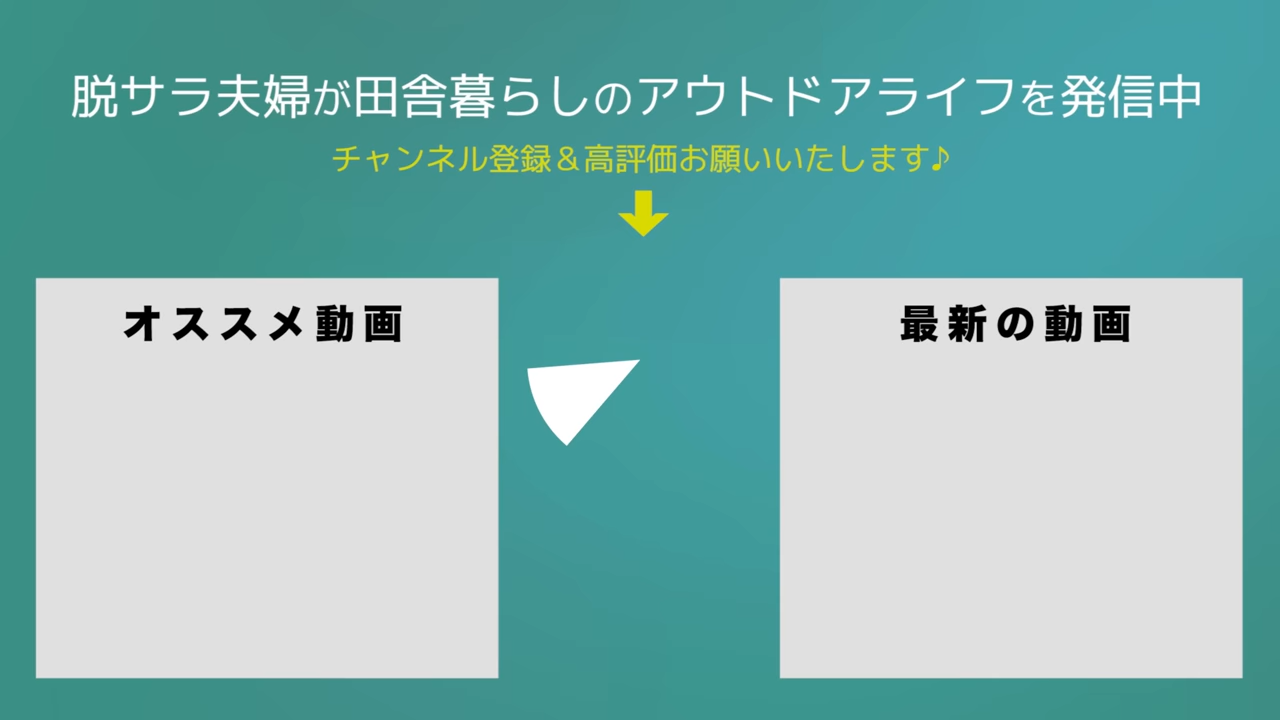 脱サラ夫婦が田舎暮らしのアウトドアライフを発信中
チャンネル登録＆高評価お願いいたします♪
オススメ動画
最新の動画